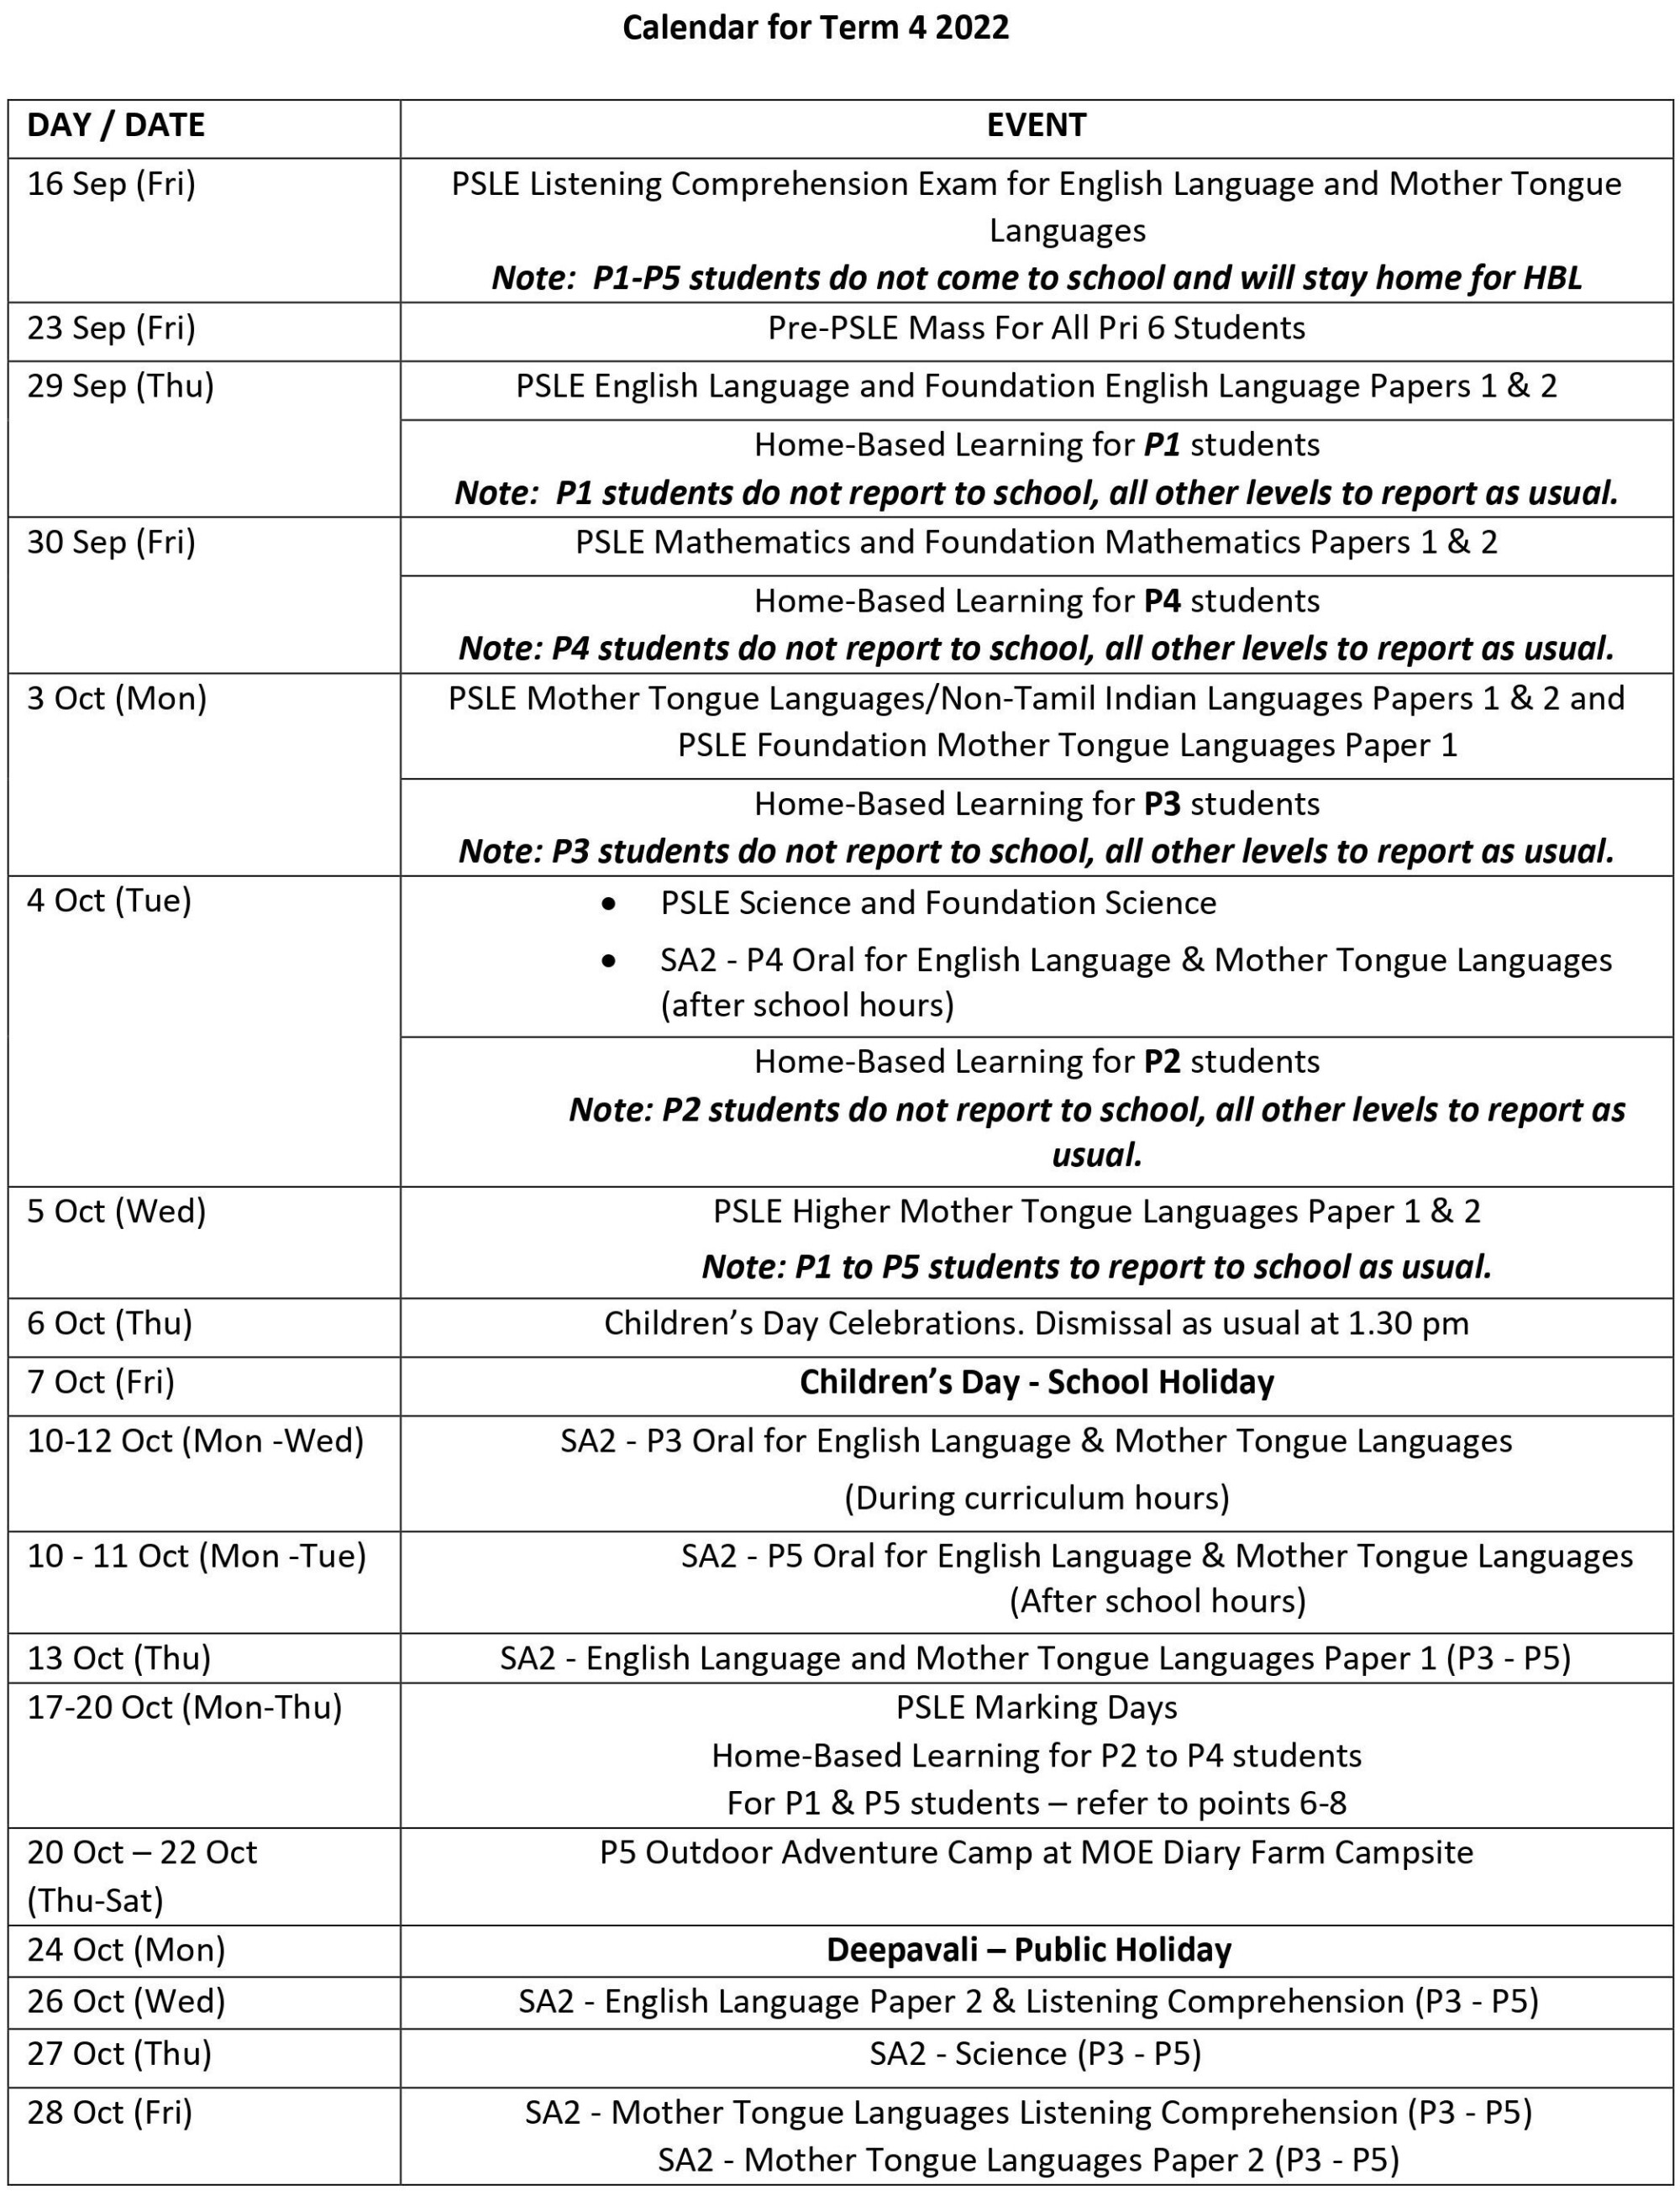 Calendar for Term 4 2022
DAY / DATE
EVENT
16 Sep (Fri)
PSLE Listening Comprehension Exam for English Language and Mother Tongue
Languages
Note:  P1-P5 students do not come to school and will stay home for HBL
23 Sep (Fri)
Pre-PSLE Mass For All Pri 6 Students
29 Sep (Thu)
PSLE English Language and Foundation English Language Papers 1 & 2
Home-Based Learning for P1 students
Note:  P1 students do not report to school, all other levels to report as usual.
30 Sep (Fri)
PSLE Mathematics and Foundation Mathematics Papers 1 & 2
Home-Based Learning for P4 students
Note: P4 students do not report to school, all other levels to report as usual.
3 Oct (Mon)
PSLE Mother Tongue Languages/Non-Tamil Indian Languages Papers 1 & 2 and
PSLE Foundation Mother Tongue Languages Paper 1
Home-Based Learning for P3 students
Note: P3 students do not report to school, all other levels to report as usual.
4 Oct (Tue)
• PSLE Science and Foundation Science
• SA2 - P4 Oral for English Language & Mother Tongue Languages
(after school hours)
Home-Based Learning for P2 students
Note: P2 students do not report to school, all other levels to report as
usual.
5 Oct (Wed)
PSLE Higher Mother Tongue Languages Paper 1 & 2
Note: P1 to P5 students to report to school as usual.
6 Oct (Thu)
Children’s Day Celebrations. Dismissal as usual at 1.30 pm
7 Oct (Fri)
Children’s Day - School Holiday
10-12 Oct (Mon -Wed)
SA2 - P3 Oral for English Language & Mother Tongue Languages
(During curriculum hours)
10 - 11 Oct (Mon -Tue)
SA2 - P5 Oral for English Language & Mother Tongue Languages
(After school hours)
13 Oct (Thu)
SA2 - English Language and Mother Tongue Languages Paper 1 (P3 - P5)
17-20 Oct (Mon-Thu)
PSLE Marking Days
Home-Based Learning for P2 to P4 students
For P1 & P5 students – refer to points 6-8
20 Oct – 22 Oct
(Thu-Sat)
P5 Outdoor Adventure Camp at MOE Diary Farm Campsite
24 Oct (Mon)
Deepavali – Public Holiday
26 Oct (Wed)
SA2 - English Language Paper 2 & Listening Comprehension (P3 - P5)
27 Oct (Thu)
SA2 - Science (P3 - P5)
28 Oct (Fri)
SA2 - Mother Tongue Languages Listening Comprehension (P3 - P5)
SA2 - Mother Tongue Languages Paper 2 (P3 - P5)